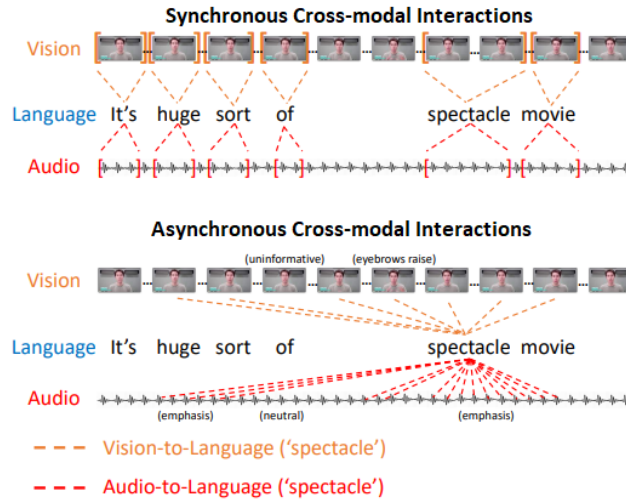 Synchronous Cross-modal Interactions
Vision
Language It's huge sort of spectacle movie
Audio
Asynchronous Cross-modal Interactions
(uninformative) (eyebrows raise)
Vision
Language It's huge sort of spectacle movie
Audio
(emphasis) (neutral) (emphasis)
Vision-to-Language ('spectacle')
Audio-to-Language ('spectacle')